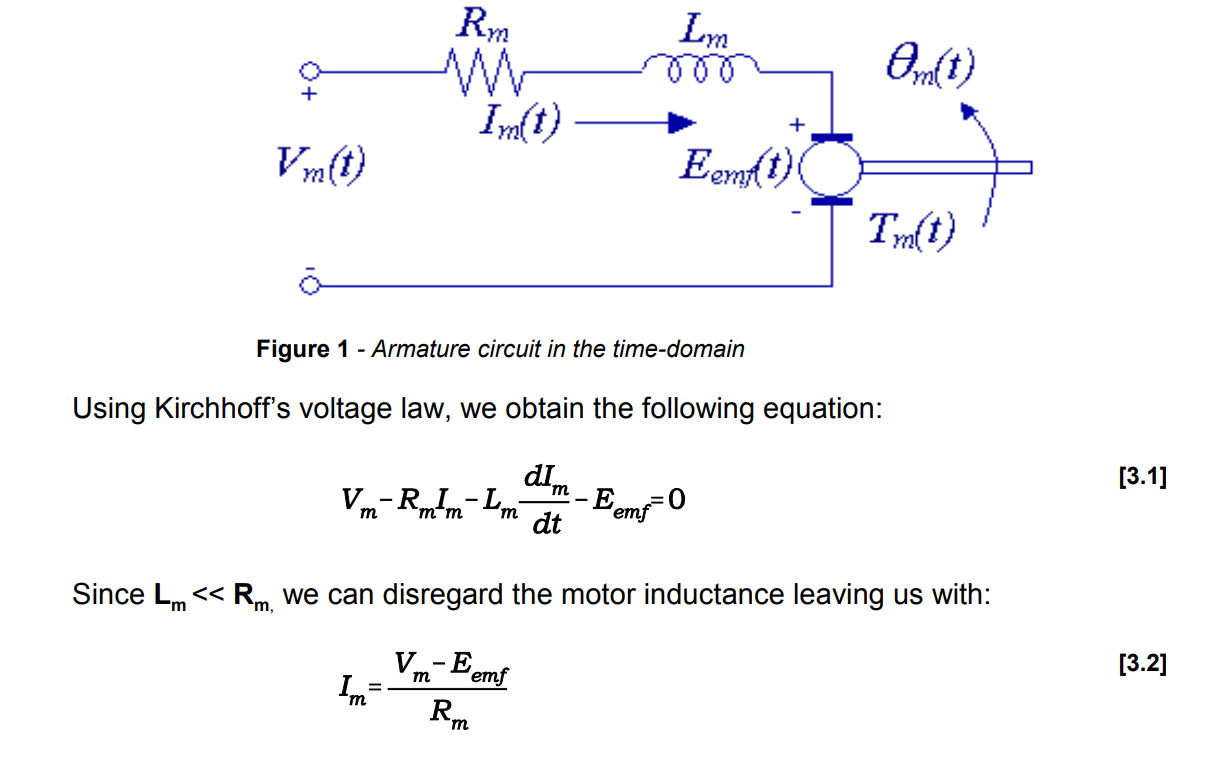 Rm
Lm
θm(t)
+
Im(t)
+
Vm(t)
Eemf(t)
-
Tm(t)
-
Figure 1 - Armature circuit in the time-domain
Using Kirchhoff’s voltage law, we obtain the following equation:
Vm − RmIm − Lm dIm/dt − Eemf = 0 [3.1]
Since Lm << Rm, we can disregard the motor inductance leaving us with:
Im = (Vm − Eemf)/Rm [3.2]